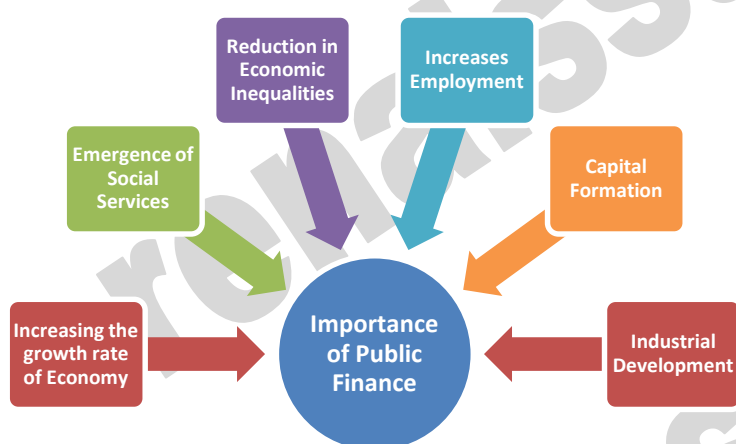 Reduction in
Economic
Inequalities
Increases
Employment
Emergence of
Social
Services
Capital
Formation
Increasing the
growth rate
of Economy
Importance
of Public
Finance
Industrial
Development